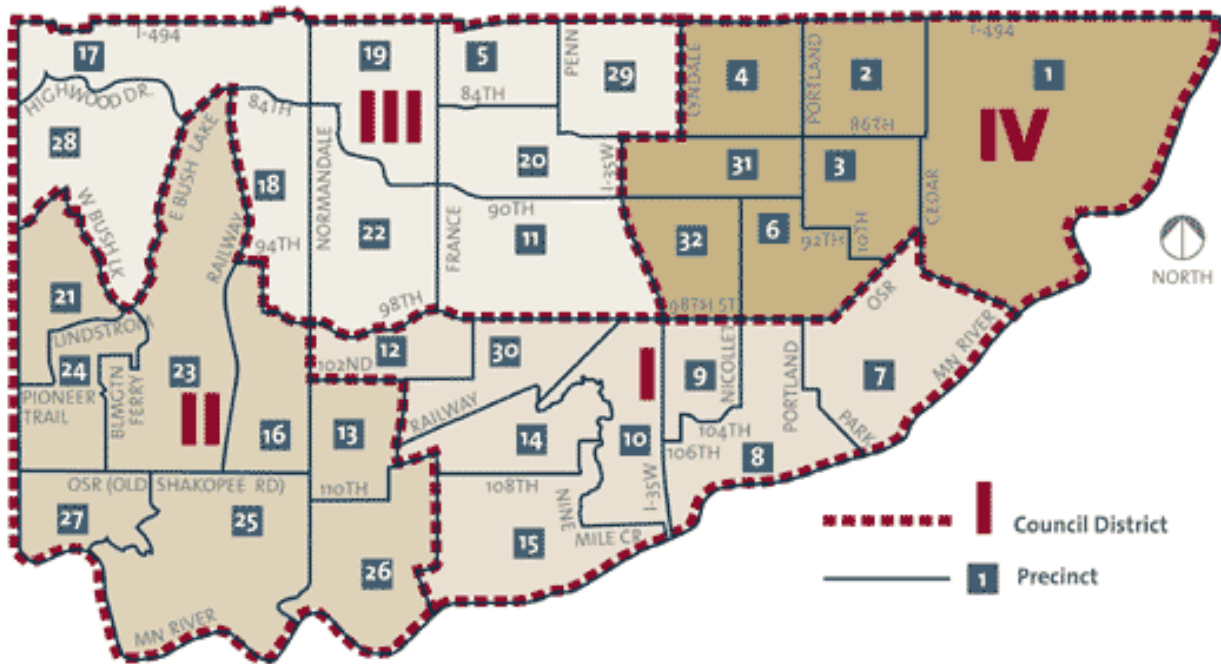 I-494
I-494
17
19
5
PENN
29
LYNDALE
4
PORTLAND
2
1
HIGHWOOD DR.
84TH
84TH
86TH
III
IV
28
E BUSH LAKE
18
NORMANDALE
20
I-35W
31
3
CEDAR
W BUSH LK
RAILWAY
94TH
22
FRANCE
90TH
11
32
6
92TH
10TH
NORTH
21
98TH
98TH ST
OSR
LINDSTROM
12
102ND
30
I
9
NICOLLET
PORTLAND
7
MN RIVER
24
PIONEER
TRAIL
BLMGTN
FERRY
23
II
16
13
RAILWAY
14
10
104TH
106TH
8
PARK
OSR (OLD SHAKOPEE RD)
110TH
108TH
NINE
MILE CR
I-35W
27
25
26
15
MN RIVER
I Council District
1 Precinct